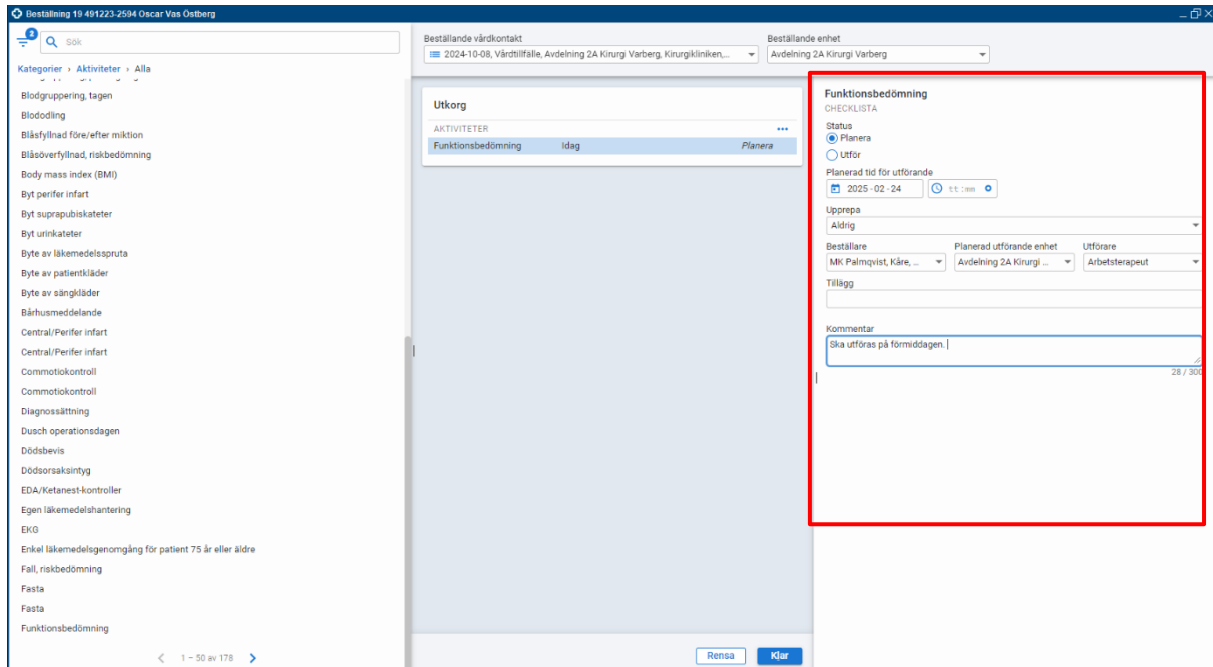 Beställning 19 491223-2594 Oscar Vas Östberg
2
Sök
Kategorier › Aktiviteter › Alla
Blodgruppering, tagen
Blododling
Blåsfyllnad före/efter miktion
Blåsöverfyllnad, riskbedömning
Body mass index (BMI)
Byt perifer infart
Byt suprapubiskateter
Byt urinkateter
Byte av läkemedelsspruta
Byte av patientkläder
Byte av sängkläder
Bårhusmeddelande
Central/Perifer infart
Central/Perifer infart
Commotiokontroll
Commotiokontroll
Diagnossättning
Dusch operationsdagen
Dödsbevis
Dödsorsaksintyg
EDA/Ketanest-kontroller
Egen läkemedelshantering
EKG
Enkel läkemedelsgenomgång för patient 75 år eller äldre
Fall, riskbedömning
Fasta
Fasta
Funktionsbedömning
1 – 50 av 178
Beställande vårdkontakt
2024-10-08, Vårdtillfälle, Avdelning 2A Kirurgi Varberg, Kirurgikliniken,...
Beställande enhet
Avdelning 2A Kirurgi Varberg
Utkorg
AKTIVITETER
Funktionsbedömning Idag Planera
Rensa Klar
Funktionsbedömning
CHECKLISTA
Status
Planera
Utför
Planerad tid för utförande
2025-02-24 tt:mm
Upprepa
Aldrig
Beställare Planerad utförande enhet Utförare
MK Palmqvist, Kåre, ... Avdelning 2A Kirurgi ... Arbetsterapeut
Tillägg
Kommentar
Ska utföras på förmiddagen.
28 / 300